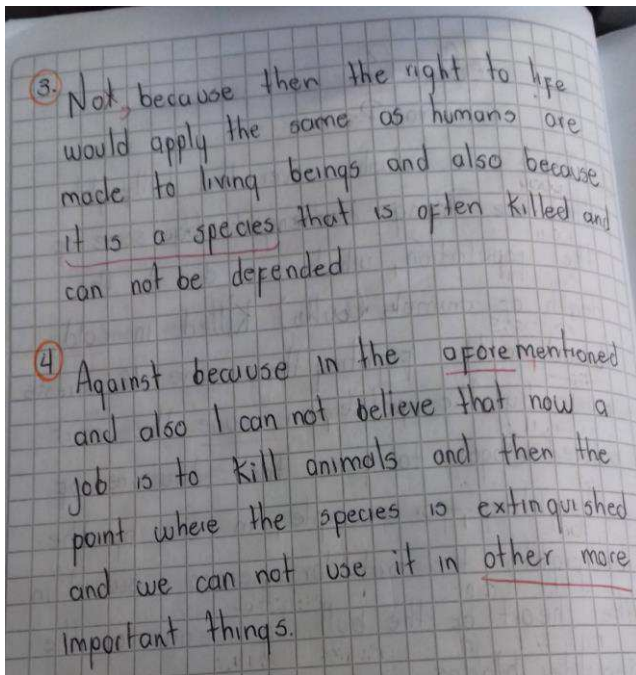 3. Not, because then the right to life
would apply the same as humans are
made to living beings and also because
it is a species that is often killed and
can not be defended
4 Against because in the aforementioned
and also I can not believe that now a
job is to kill animals and then the
point where the species is extinguished
and we can not use it in other more
important things.